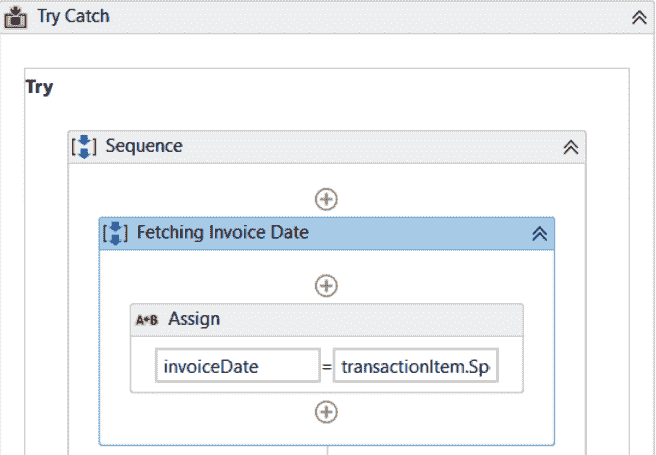 Try Catch
Try
Sequence
Fetching Invoice Date
A+B Assign
invoiceDate = transactionItem.Sp